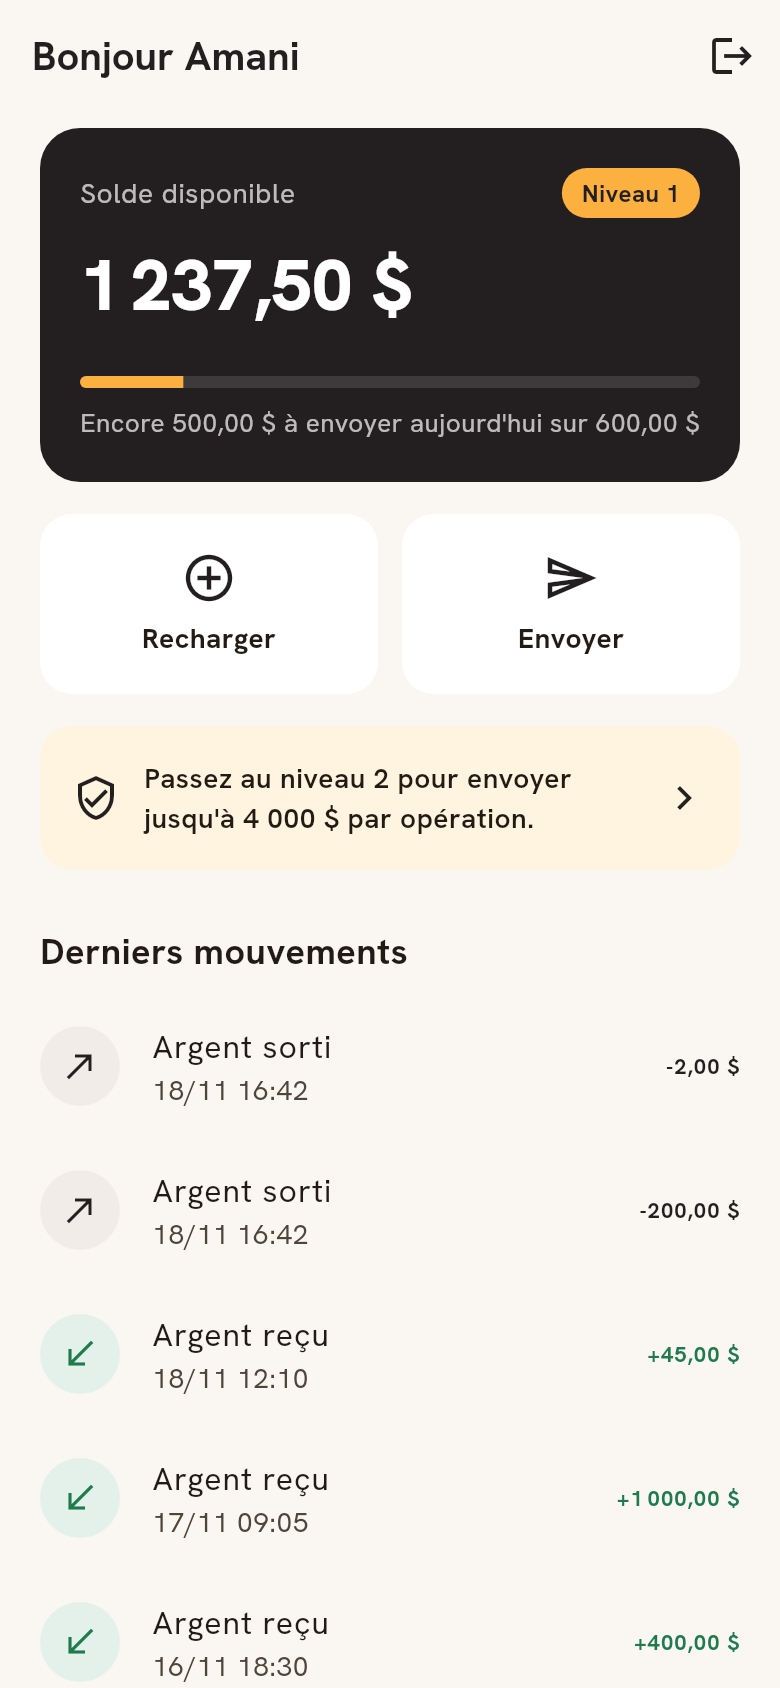 Bonjour Amani
Solde disponible
Niveau 1
1 237,50 $
Encore 500,00 $ à envoyer aujourd'hui sur 600,00 $
Recharger
Envoyer
Passez au niveau 2 pour envoyer
jusqu'à 4 000 $ par opération.
Derniers mouvements
Argent sorti
18/11 16:42
-2,00 $
Argent sorti
18/11 16:42
-200,00 $
Argent reçu
18/11 12:10
+45,00 $
Argent reçu
17/11 09:05
+1 000,00 $
Argent reçu
16/11 18:30
+400,00 $